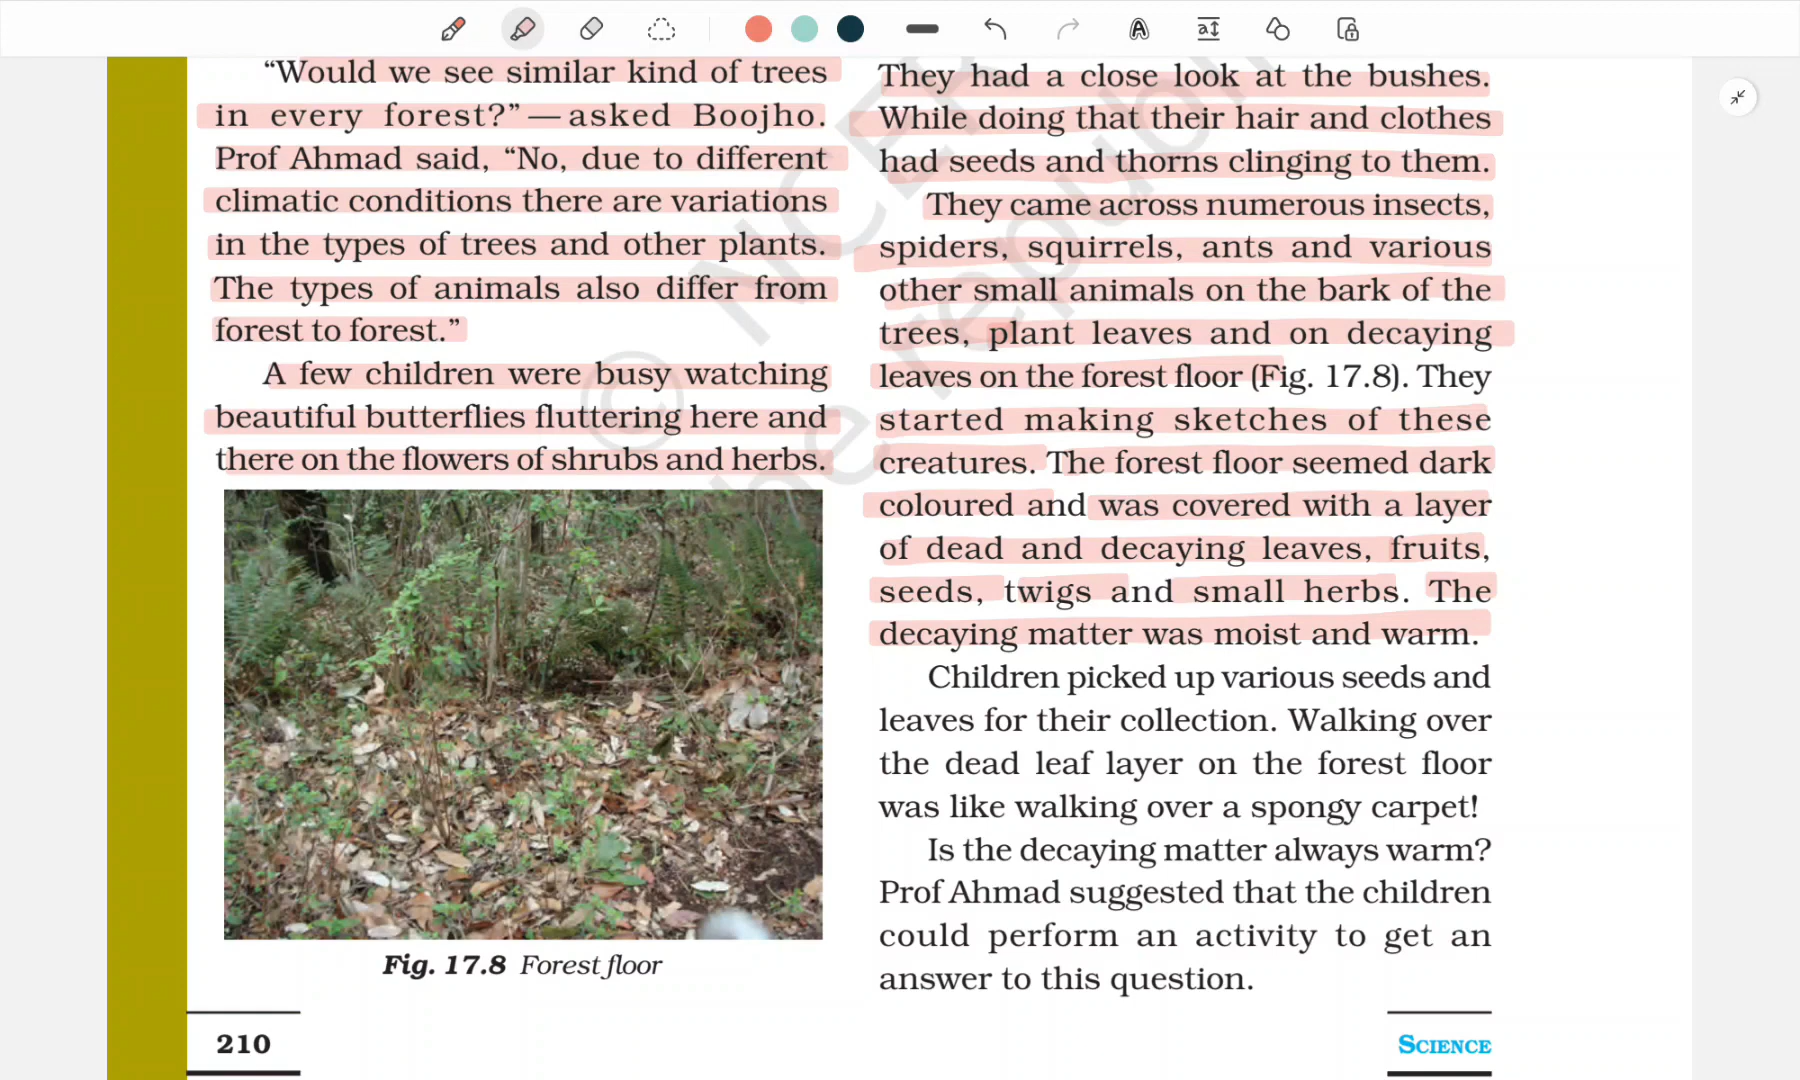 “Would we see similar kind of trees
in every forest?” — asked Boojho.
Prof Ahmad said, “No, due to different
climatic conditions there are variations
in the types of trees and other plants.
The types of animals also differ from
forest to forest.”
A few children were busy watching
beautiful butterflies fluttering here and
there on the flowers of shrubs and herbs.
Fig. 17.8 Forest floor
210
They had a close look at the bushes.
While doing that their hair and clothes
had seeds and thorns clinging to them.
They came across numerous insects,
spiders, squirrels, ants and various
other small animals on the bark of the
trees, plant leaves and on decaying
leaves on the forest floor (Fig. 17.8). They
started making sketches of these
creatures. The forest floor seemed dark
coloured and was covered with a layer
of dead and decaying leaves, fruits,
seeds, twigs and small herbs. The
decaying matter was moist and warm.
Children picked up various seeds and
leaves for their collection. Walking over
the dead leaf layer on the forest floor
was like walking over a spongy carpet!
Is the decaying matter always warm?
Prof Ahmad suggested that the children
could perform an activity to get an
answer to this question.
SCIENCE